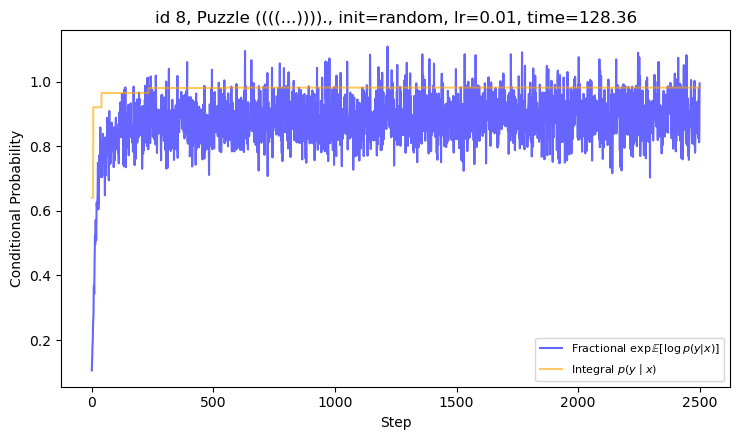 id 8, Puzzle ((((...))))., init=random, lr=0.01, time=128.36
Conditional Probability
1.0
0.8
0.6
0.4
0.2
Fractional exp𝔼[log p(y|x)]
Integral p(y | x)
0 500 1000 1500 2000 2500
Step